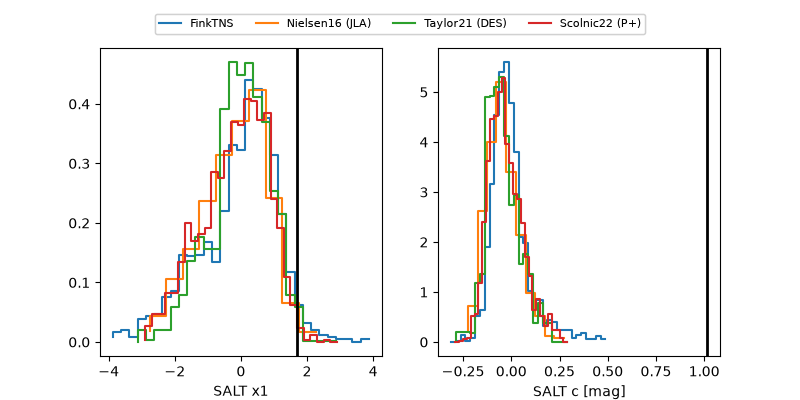 FinkTNS Nielsen16 (JLA) Taylor21 (DES) Scolnic22 (P+)
0.4
0.3
0.2
0.1
0.0
−4 −2 0 2 4
SALT x1
5
4
3
2
1
0
−0.25 0.00 0.25 0.50 0.75 1.00
SALT c [mag]